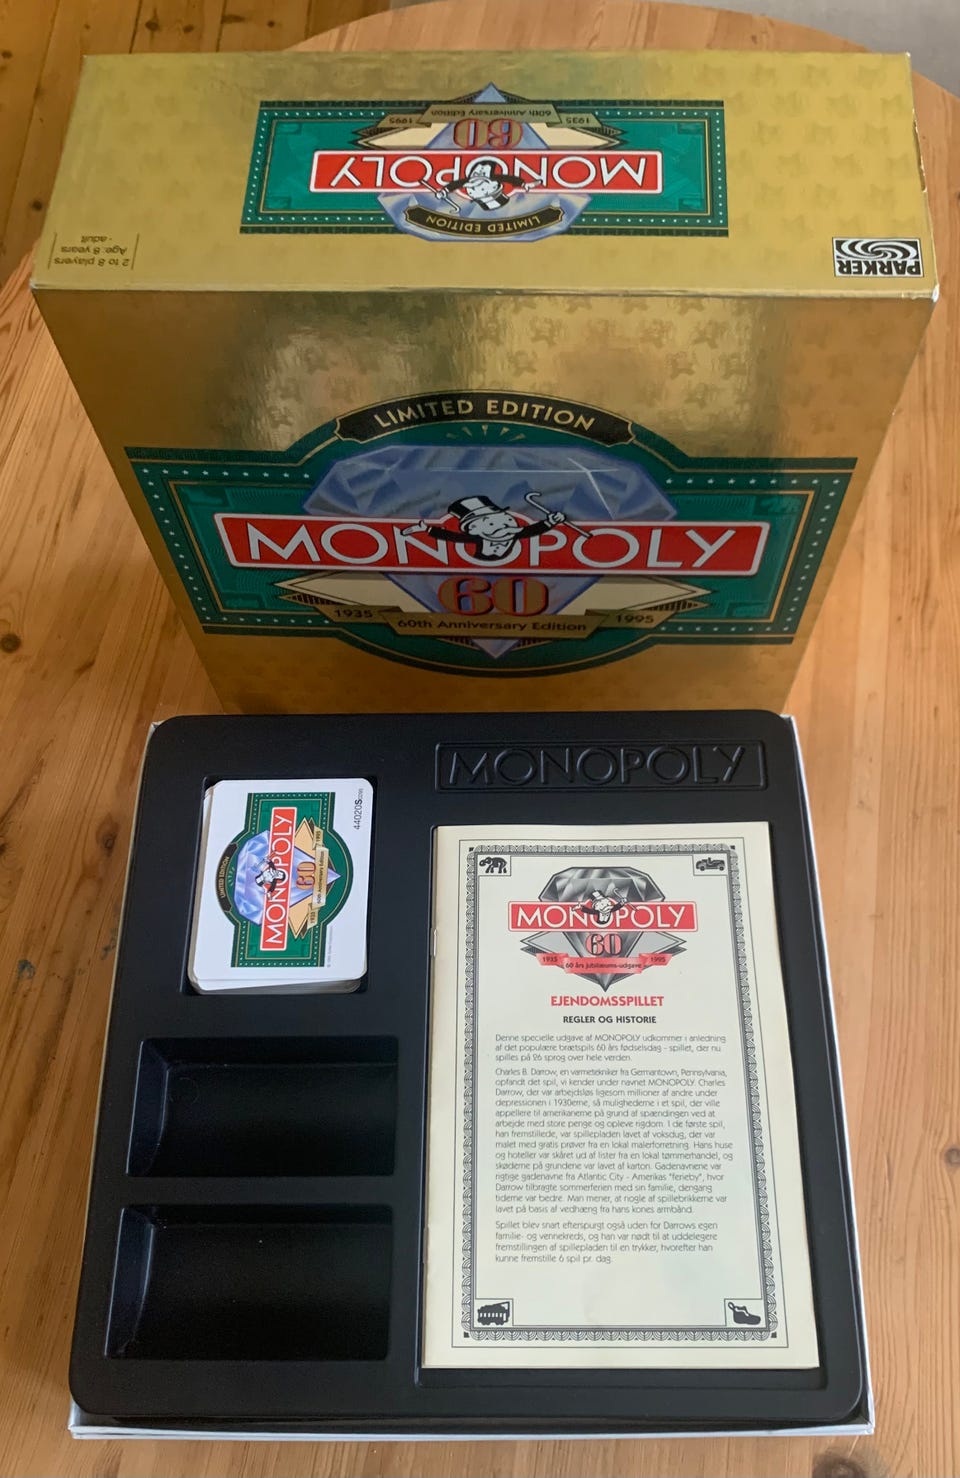 1935
60th Anniversary Edition
1995
60
MONOPOLY
LIMITED EDITION
2 to 8 players
Age: 8 years
- adult
PARKER
LIMITED EDITION
MONOPOLY
60
1935
60th Anniversary Edition
1995
MONOPOLY
LIMITED EDITION
MONOPOLY
60
1935
60th Anniversary Edition
1995
44020S
MONOPOLY
60
1935
60 års jubilæums-udgave
1995
EJENDOMSSPILLET
REGLER OG HISTORIE
Denne specielle udgave af MONOPOLY udkommer i anledning
af det populære brætspils 60 års fødselsdag - spillet, der nu
spilles på 26 sprog over hele verden.
Charles B. Darrow, en varmetekniker fra Germantown, Pennsylvania,
opfandt det spil, vi kender under navnet MONOPOLY. Charles
Darrow, der var arbejdsløs ligesom millioner af andre under
depressionen i 1930erne, så mulighederne i et spil, der ville
appellere til amerikanerne på grund af spændingen ved at
arbejde med store penge og opleve rigdom. I de første spil,
han fremstillede, var spillepladen lavet af voksdug, der var
malet med gratis prøver fra en lokal malerforretning. Hans huse
og hoteller var skåret ud af lister fra en lokal tømmerhandel, og
skøderne på grundene var lavet af karton. Gadenavnene var
rigtige gadenavne fra Atlantic City - Amerikas "ferieby", hvor
Darrow tilbragte sommerferien med sin familie, dengang
tiderne var bedre. Man mener, at nogle af spillebrikkerne var
lavet på basis af vedhæng fra hans kones armbånd.
Spillet blev snart efterspurgt også uden for Darrows egen
familie- og vennekreds, og han var nødt til at uddelegere
fremstillingen af spillepladen til en trykker, hvorefter han
kunne fremstille 6 spil pr. dag.